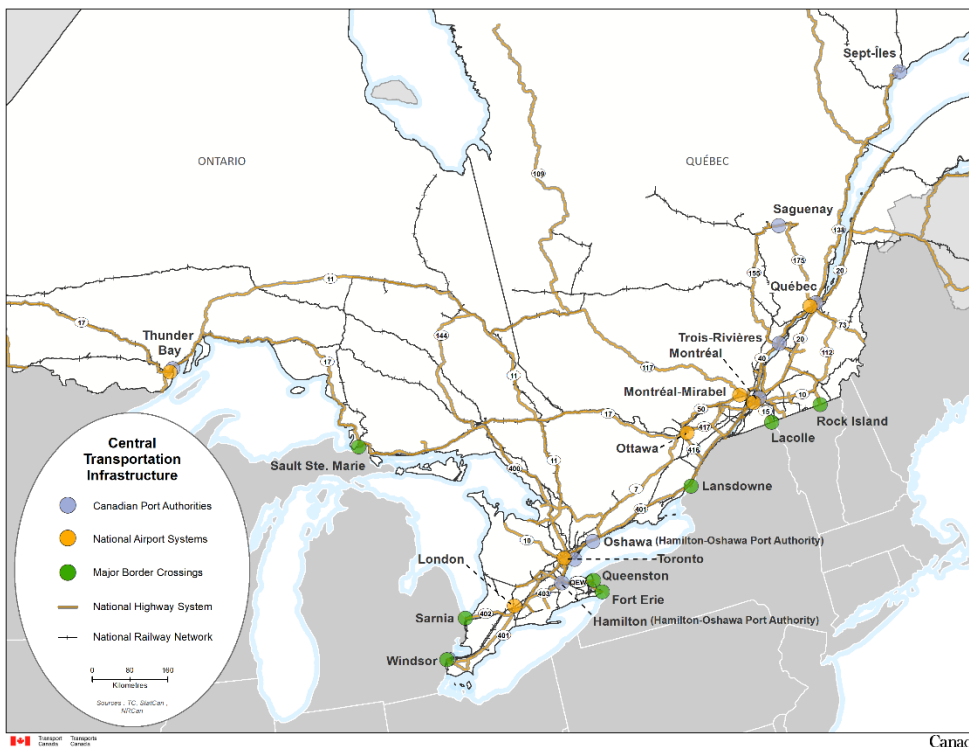 Sept-Îles
ONTARIO
QUÉBEC
109
Saguenay
138
155
175
20
11
Québec
17
Thunder
Bay
144
73
Trois-Rivières
20
17
Montréal
40
112
11
117
Montréal-Mirabel
50
10
17
15
Rock Island
417
Lacolle
Ottawa
416
Sault Ste. Marie
400
11
Lansdowne
7
401
10
Oshawa (Hamilton-Oshawa Port Authority)
London
Toronto
Queenston
QEW
403
Fort Erie
Sarnia
402
Hamilton (Hamilton-Oshawa Port Authority)
401
Windsor
Central
Transportation
Infrastructure
Canadian Port Authorities
National Airport Systems
Major Border Crossings
National Highway System
National Railway Network
0 80 160
Kilometres
Sources , TC, StatCan ,
NRCan
Transport Transports
Canada Canada
Canad